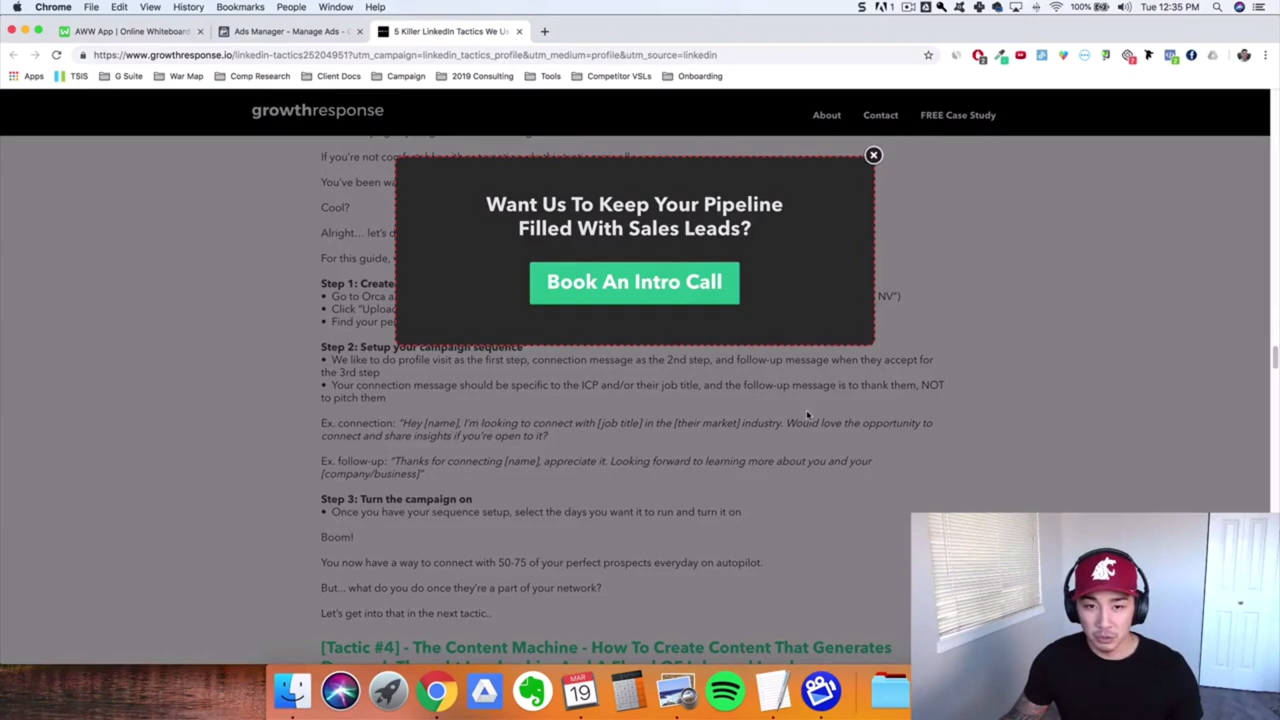 Chrome File Edit View History Bookmarks People Window Help
1 100% Tue 12:35 PM
AWW App | Online Whiteboard
Ads Manager - Manage Ads - C
5 Killer LinkedIn Tactics We Us
https://www.growthresponse.io/linkedin-tactics25204951?utm_campaign=linkedin_tactics_profile&utm_medium=profile&utm_source=linkedin
Apps TSIS G Suite War Map Comp Research Client Docs Campaign 2019 Consulting Tools Competitor VSLs Onboarding
growthresponse
About Contact FREE Case Study
If you're not
You've been
Want Us To Keep Your Pipeline
Filled With Sales Leads?
Book An Intro Call
Cool?
Alright… let's
For this guide,
Step 1:
• Go to Orca NV")
• Click
• Find your
Step 2: Setup your campaign sequence
• We like to do profile visit as the first step, connection message as the 2nd step, and follow-up message when they accept for
the 3rd step
• Your connection message should be specific to the ICP and/or their job title, and the follow-up message is to thank them, NOT
to pitch them
Ex. connection: "Hey [name], I'm looking to connect with [job title] in the [their market] industry. Would love the opportunity to
connect and share insights if you're open to it?
Ex. follow-up: "Thanks for connecting [name], appreciate it. Looking forward to learning more about you and your
[company/business]"
Step 3: Turn the campaign on
• Once you have your sequence setup, select the days you want it to run and turn it on
Boom!
You now have a way to connect with 50-75 of your perfect prospects everyday on autopilot.
But... what do you do once they're a part of your network?
Let's get into that in the next tactic..
[Tactic #4] - The Content Machine - How To Create Content That Generates
MAR
19